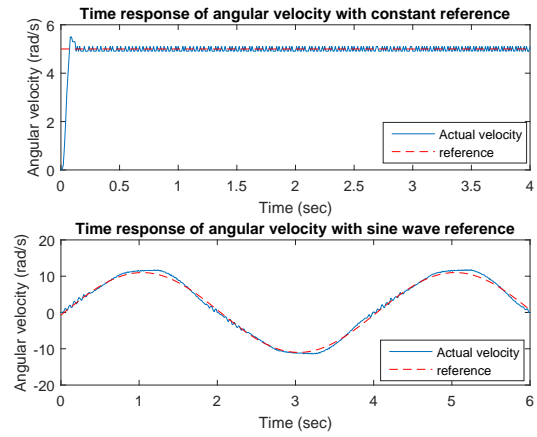 Time response of angular velocity with constant reference
Angular velocity (rad/s)
6
4
2
0
0 0.5 1 1.5 2 2.5 3 3.5 4
Time (sec)
Actual velocity
reference
Time response of angular velocity with sine wave reference
Angular velocity (rad/s)
20
10
0
-10
-20
0 1 2 3 4 5 6
Time (sec)
Actual velocity
reference